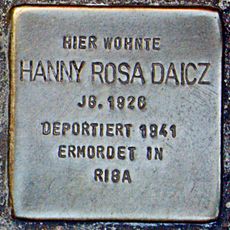 HIER WOHNTE
HANNY ROSA DAICZ
JG. 1926
DEPORTIERT 1941
ERMORDET IN
RIGA